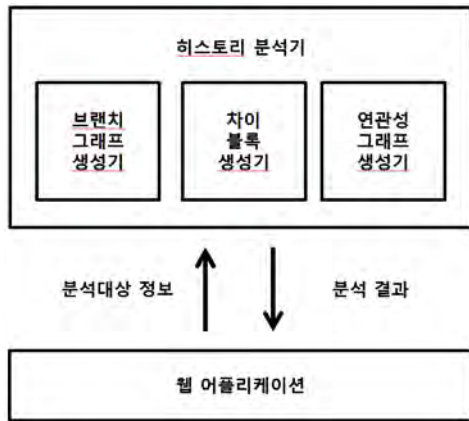 히스토리 분석기
브랜치
그래프
생성기
차이
블록
생성기
연관성
그래프
생성기
분석대상 정보
분석 결과
웹 어플리케이션